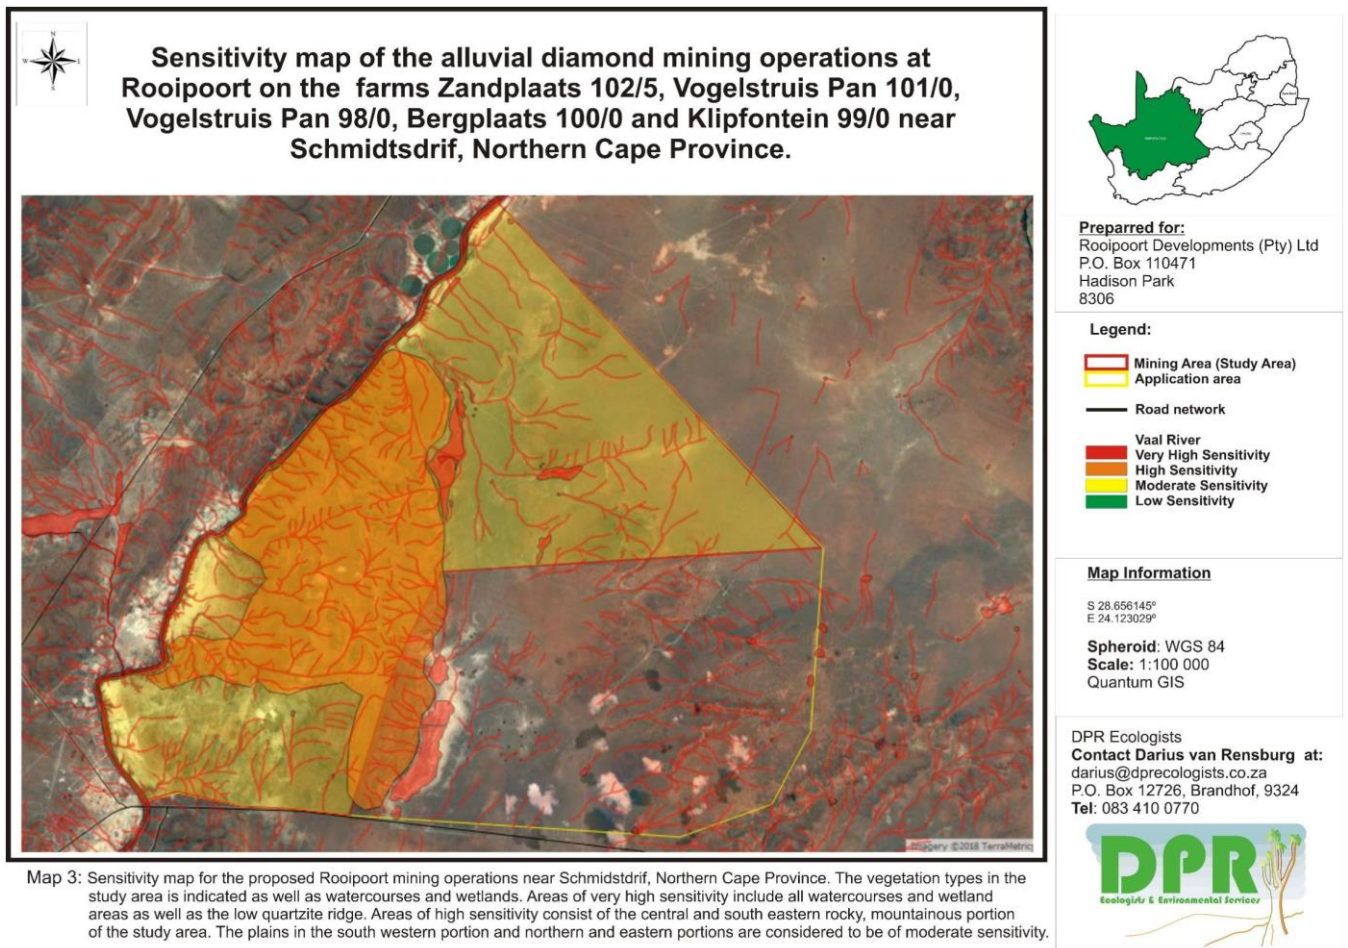 Sensitivity map of the alluvial diamond mining operations at
Rooipoort on the farms Zandplaats 102/5, Vogelstruis Pan 101/0,
Vogelstruis Pan 98/0, Bergplaats 100/0 and Klipfontein 99/0 near
Schmidtsdrif, Northern Cape Province.
N
W
E
S
Imagery ©2018 TerraMetric
Preparred for:
Rooipoort Developments (Pty) Ltd
P.O. Box 110471
Hadison Park
8306
Legend:
Mining Area (Study Area)
Application area
Road network
Vaal River
Very High Sensitivity
High Sensitivity
Moderate Sensitivity
Low Sensitivity
Map Information
S 28.656145º
E 24.123029º
Spheroid: WGS 84
Scale: 1:100 000
Quantum GIS
DPR Ecologists
Contact Darius van Rensburg at:
darius@dprecologists.co.za
P.O. Box 12726, Brandhof, 9324
Tel: 083 410 0770
DPR
Ecologists & Environmental Services
Map 3: Sensitivity map for the proposed Rooipoort mining operations near Schmidstdrif, Northern Cape Province. The vegetation types in the
study area is indicated as well as watercourses and wetlands. Areas of very high sensitivity include all watercourses and wetland
areas as well as the low quartzite ridge. Areas of high sensitivity consist of the central and south eastern rocky, mountainous portion
of the study area. The plains in the south western portion and northern and eastern portions are considered to be of moderate sensitivity.